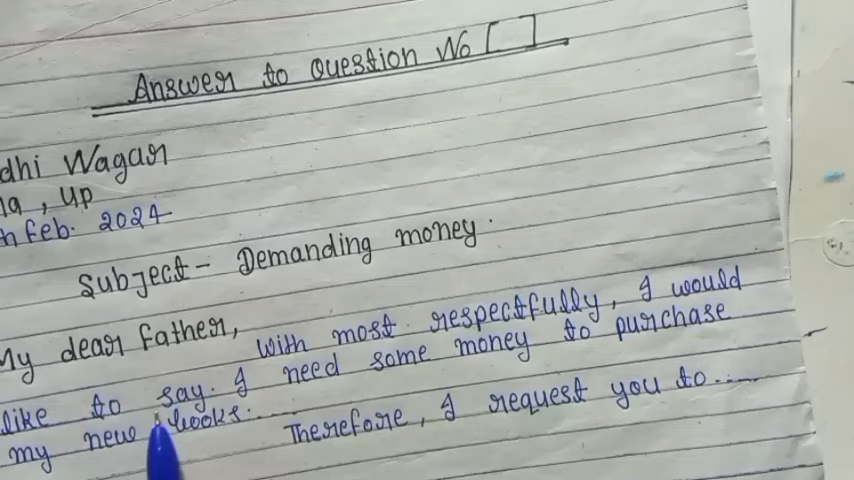 Answer to Question No [ ]
dhi Nagar
, UP
Feb. 2024
Subject - Demanding money.
My dear father,
with most respectfully, I would
like to say. I need some money to purchase
my new books.....
Therefore, I request you to......